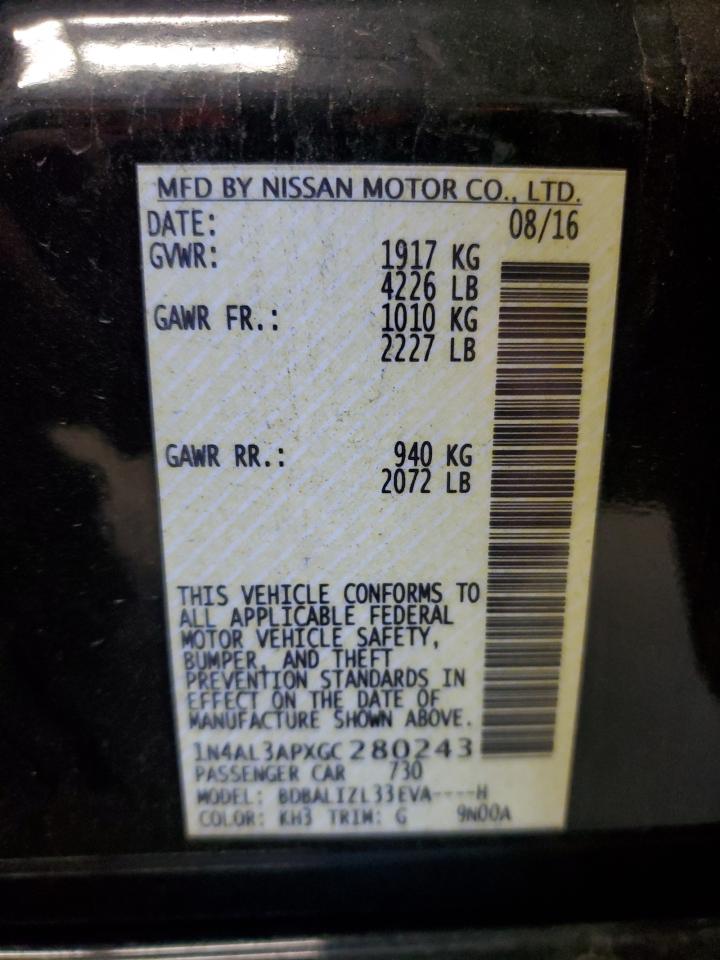 MFD BY NISSAN MOTOR CO., LTD.
DATE: 08/16
GVWR: 1917 KG
4226 LB
GAWR FR.: 1010 KG
2227 LB
GAWR RR.: 940 KG
2072 LB
THIS VEHICLE CONFORMS TO
ALL APPLICABLE FEDERAL
MOTOR VEHICLE SAFETY,
BUMPER, AND THEFT
PREVENTION STANDARDS IN
EFFECT ON THE DATE OF
MANUFACTURE SHOWN ABOVE.
1N4AL3APXGC280243
PASSENGER CAR 730
MODEL: BDBALIZL33EVA----H
COLOR: KH3 TRIM: G 9N00A